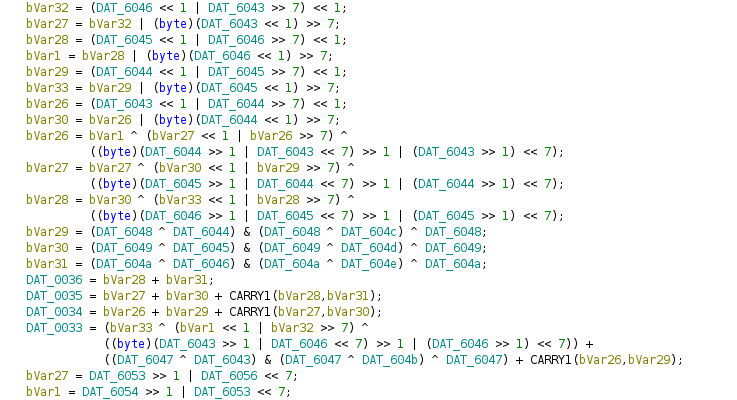 bVar32 = (DAT_6046 << 1 | DAT_6043 >> 7) << 1;
bVar27 = bVar32 | (byte)(DAT_6043 << 1) >> 7;
bVar28 = (DAT_6045 << 1 | DAT_6046 >> 7) << 1;
bVar1 = bVar28 | (byte)(DAT_6046 << 1) >> 7;
bVar29 = (DAT_6044 << 1 | DAT_6045 >> 7) << 1;
bVar33 = bVar29 | (byte)(DAT_6045 << 1) >> 7;
bVar26 = (DAT_6043 << 1 | DAT_6044 >> 7) << 1;
bVar30 = bVar26 | (byte)(DAT_6044 << 1) >> 7;
bVar26 = bVar1 ^ (bVar27 << 1 | bVar26 >> 7) ^
((byte)(DAT_6044 >> 1 | DAT_6043 << 7) >> 1 | (DAT_6043 >> 1) << 7);
bVar27 = bVar27 ^ (bVar30 << 1 | bVar29 >> 7) ^
((byte)(DAT_6045 >> 1 | DAT_6044 << 7) >> 1 | (DAT_6044 >> 1) << 7);
bVar28 = bVar30 ^ (bVar33 << 1 | bVar28 >> 7) ^
((byte)(DAT_6046 >> 1 | DAT_6045 << 7) >> 1 | (DAT_6045 >> 1) << 7);
bVar29 = (DAT_6048 ^ DAT_6044) & (DAT_6048 ^ DAT_604c) ^ DAT_6048;
bVar30 = (DAT_6049 ^ DAT_6045) & (DAT_6049 ^ DAT_604d) ^ DAT_6049;
bVar31 = (DAT_604a ^ DAT_6046) & (DAT_604a ^ DAT_604e) ^ DAT_604a;
DAT_0036 = bVar28 + bVar31;
DAT_0035 = bVar27 + bVar30 + CARRY1(bVar28,bVar31);
DAT_0034 = bVar26 + bVar29 + CARRY1(bVar27,bVar30);
DAT_0033 = (bVar33 ^ (bVar1 << 1 | bVar32 >> 7) ^
((byte)(DAT_6043 >> 1 | DAT_6046 << 7) >> 1 | (DAT_6046 >> 1) << 7)) +
((DAT_6047 ^ DAT_6043) & (DAT_6047 ^ DAT_604b) ^ DAT_6047) + CARRY1(bVar26,bVar29);
bVar27 = DAT_6053 >> 1 | DAT_6056 << 7;
bVar1 = DAT_6054 >> 1 | DAT_6053 << 7;